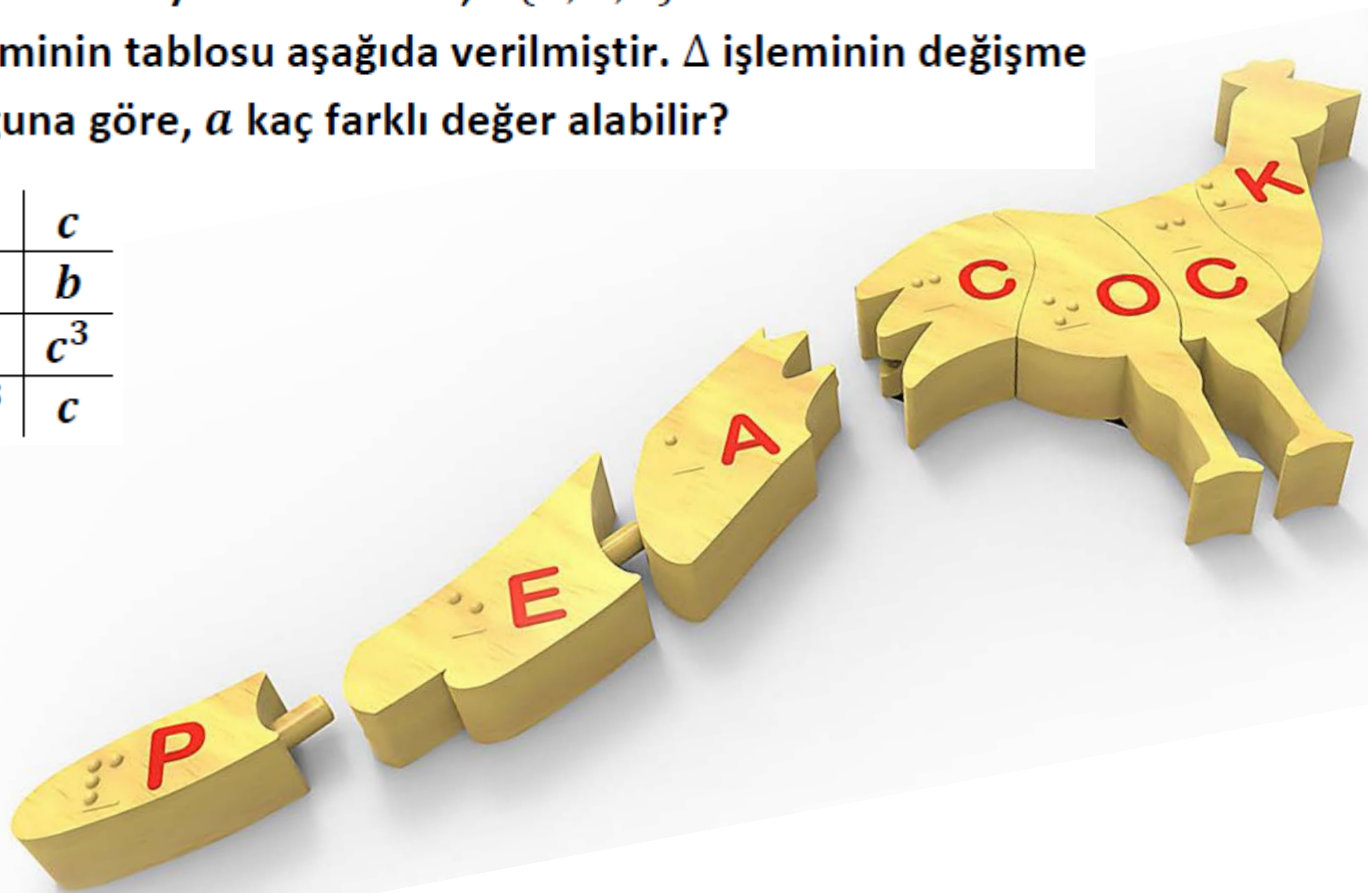 minin tablosu aşağıda verilmiştir. Δ işleminin değişme
una göre, a kaç farklı değer alabilir?
c
b
c³
c
P E A C O C K